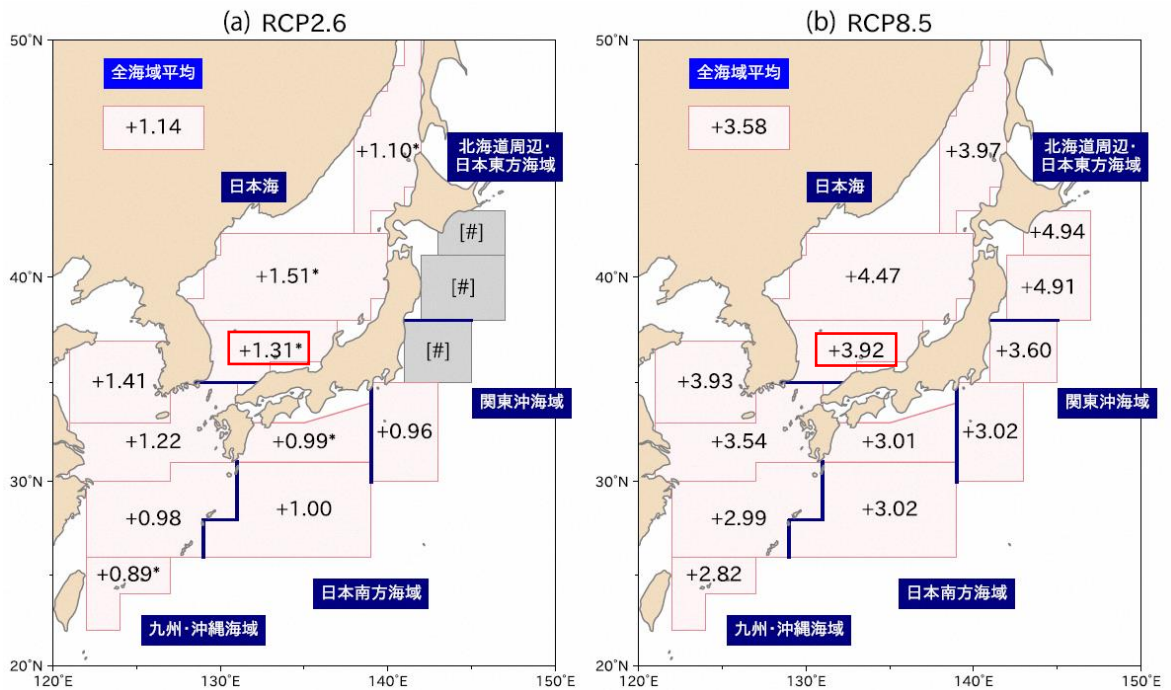 (a) RCP2.6
50°N
40°N
30°N
20°N
120°E
130°E
140°E
150°E
全海域平均
+1.14
北海道周辺・
日本東方海域
+1.10*
日本海
[#]
+1.51*
[#]
+1.31*
[#]
+1.41
関東沖海域
+1.22
+0.99*
+0.96
+0.98
+1.00
+0.89*
日本南方海域
九州・沖縄海域
(b) RCP8.5
50°N
40°N
30°N
20°N
120°E
130°E
140°E
150°E
全海域平均
+3.58
北海道周辺・
日本東方海域
+3.97
日本海
+4.94
+4.47
+4.91
+3.92
+3.60
+3.93
関東沖海域
+3.54
+3.01
+3.02
+2.99
+3.02
+2.82
日本南方海域
九州・沖縄海域